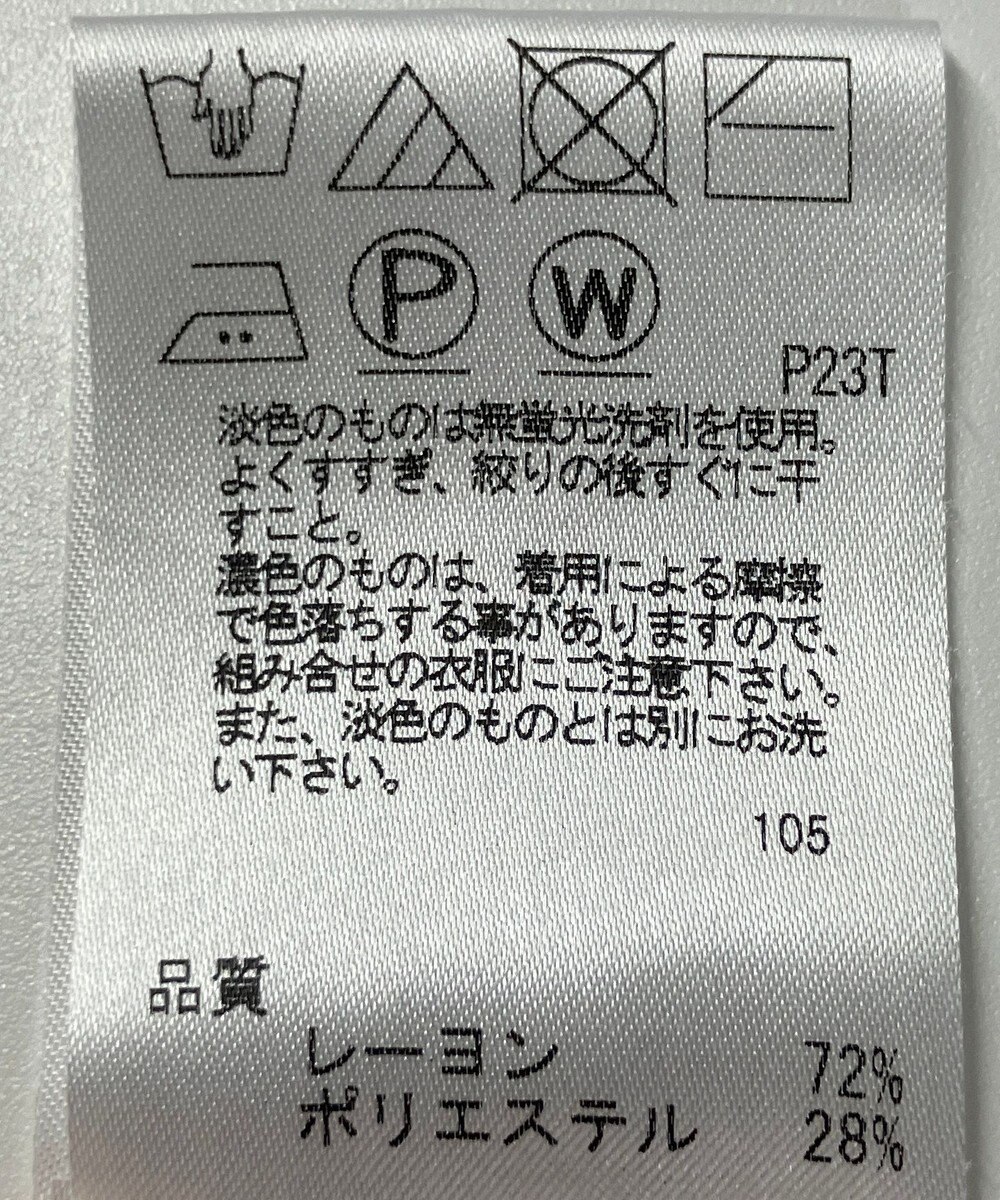 P
W
P23T
淡色のものは無蛍光洗剤を使用。
よくすすぎ、絞りの後すぐに干
すこと。
濃色のものは、着用による摩擦
で色落ちする事がありますので、
組み合せの衣服にご注意下さい。
また、淡色のものとは別にお洗
い下さい。
105
品質
レーヨン 72%
ポリエステル 28%